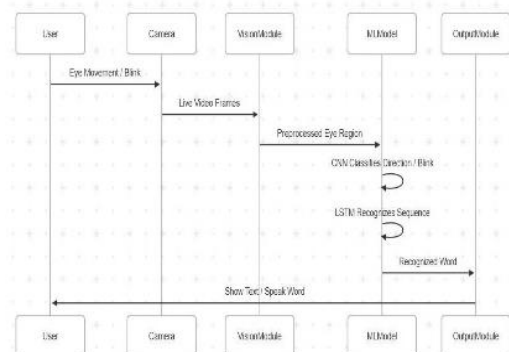 User Camera VisionModule MLModel OutputModule
Eye Movement / Blink
Live Video Frames
Preprocessed Eye Region
CNN Classifies Direction / Blink
LSTM Recognizes Sequence
Recognized Word
Show Text / Speak Word
User Camera VisionModule MLModel OutputModule